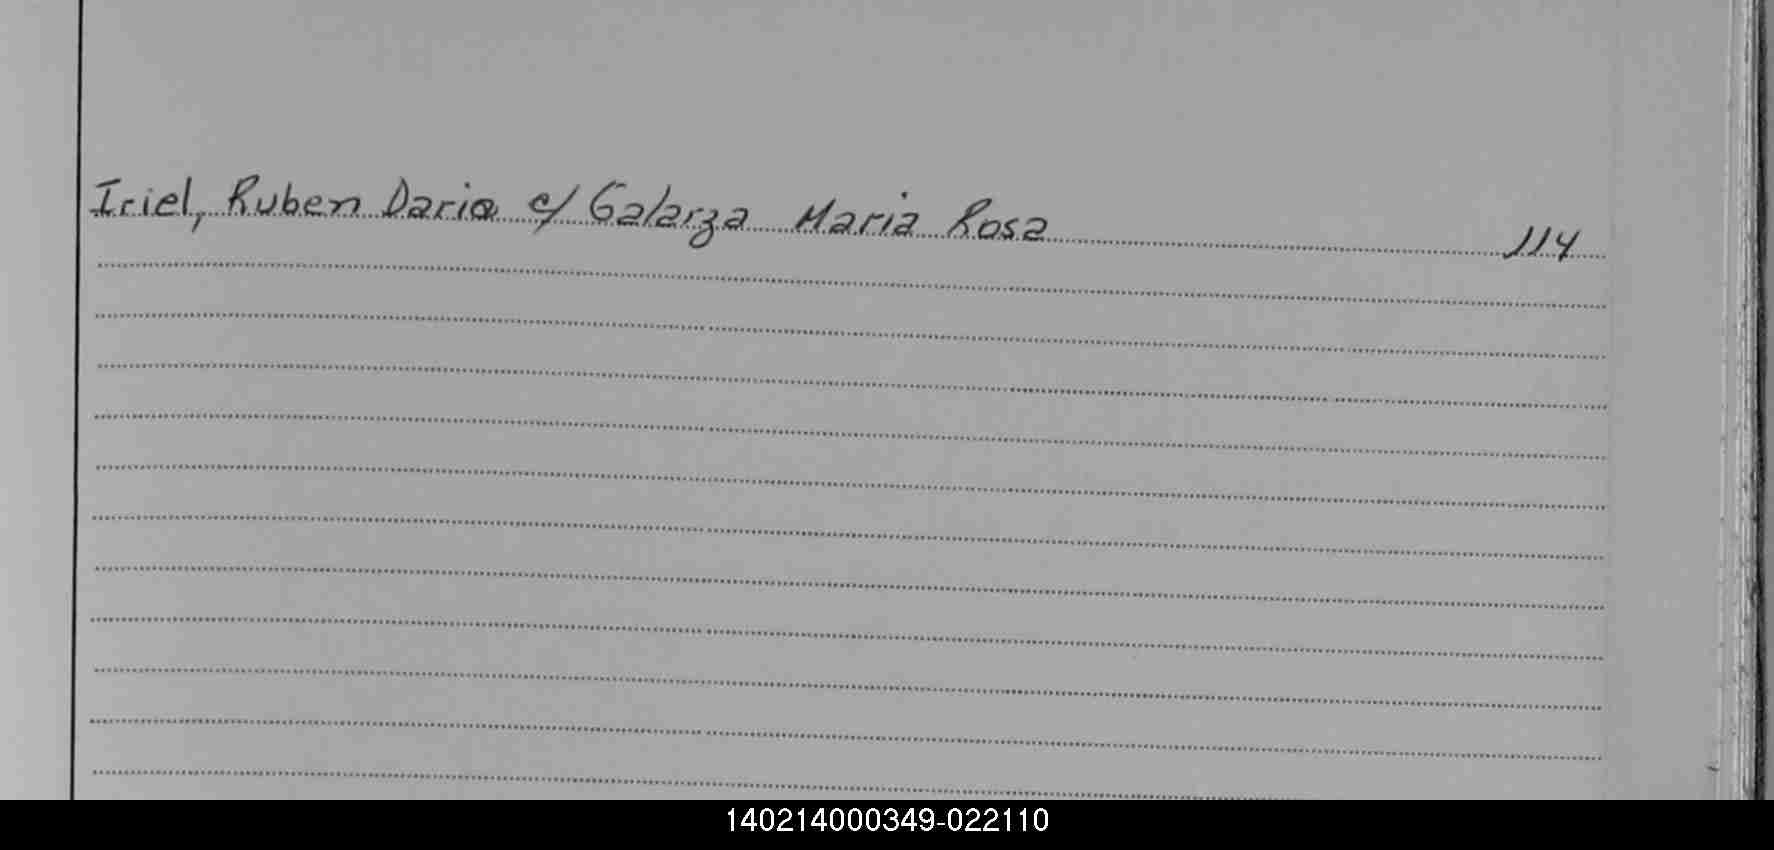 Iriel, Ruben Dario c/ Galarza Maria Rosa 114
140214000349-022110